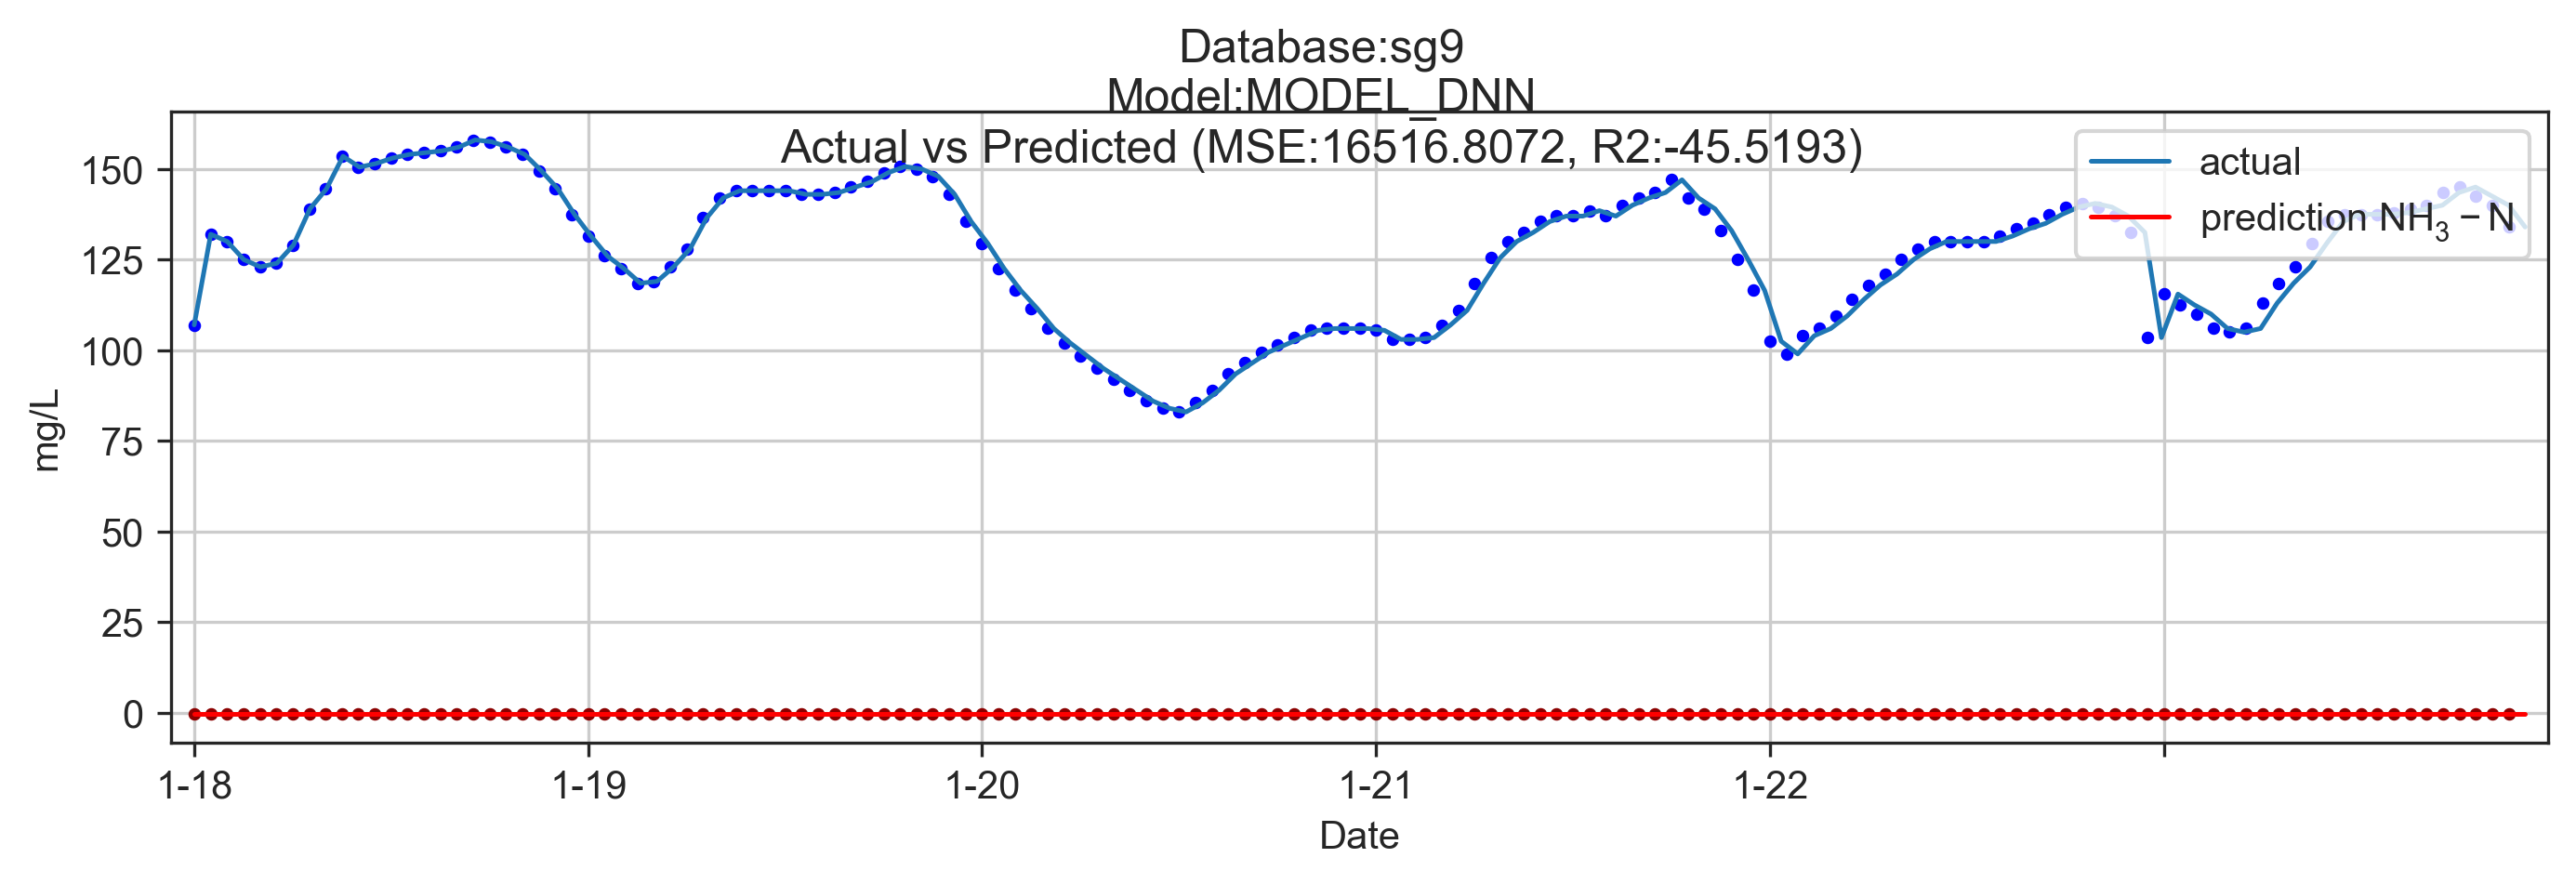 Database:sg9
Model:MODEL_DNN
Actual vs Predicted (MSE:16516.8072, R2:-45.5193)
actual
prediction NH₃ − N
150
125
100
75
50
25
0
mg/L
1-18
1-19
1-20
1-21
1-22
Date